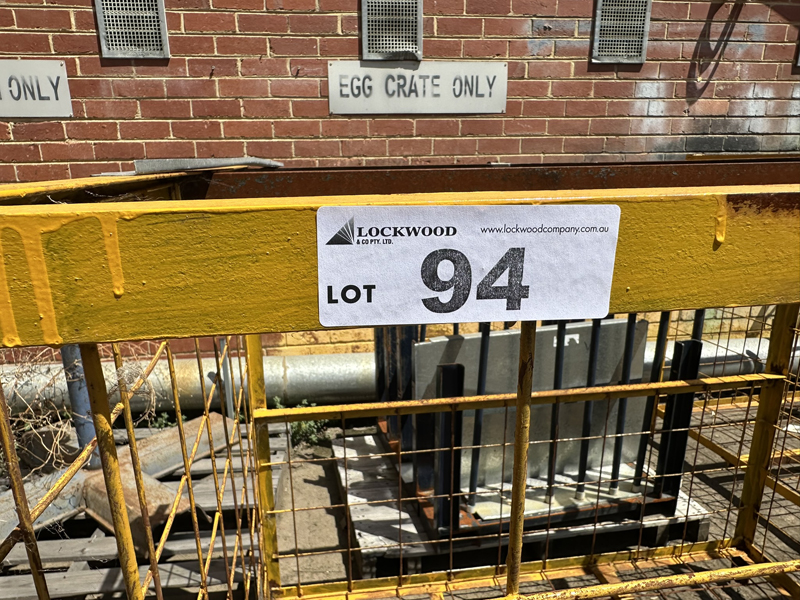 ONLY
EGG CRATE ONLY
LOCKWOOD
& CO PTY. LTD.
www.lockwoodcompany.com.au
LOT 94